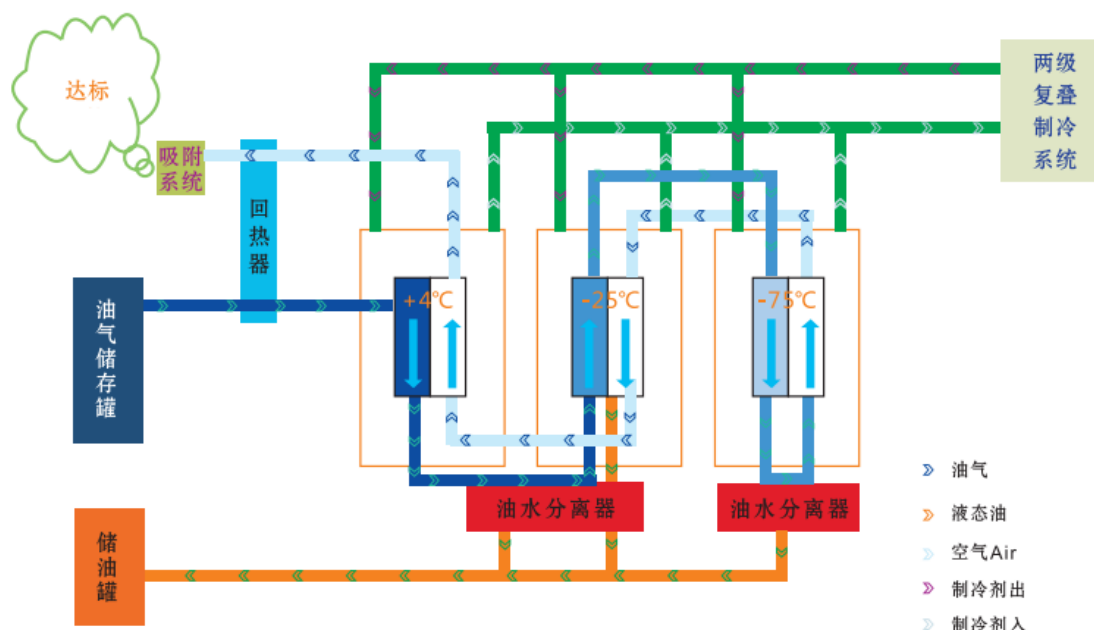 达标
吸附
系统
回热器
两级
复叠
制冷
系统
油气储存罐
+4℃
-25℃
-75℃
油水分离器
油水分离器
储油罐
油气
液态油
空气Air
制冷剂出
制冷剂入